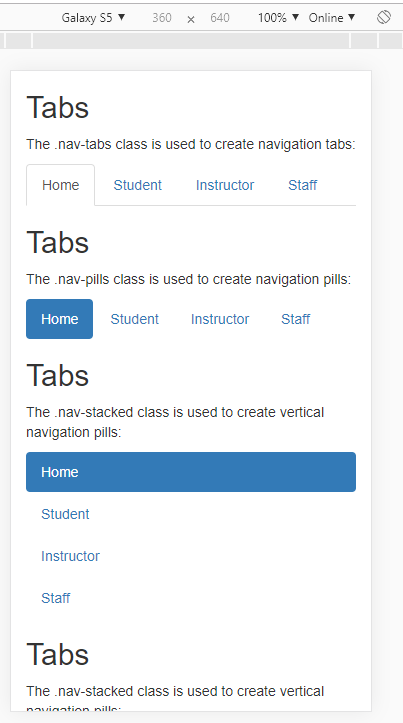 Galaxy S5 ▼ 360 × 640 100% ▼ Online ▼
Tabs
The .nav-tabs class is used to create navigation tabs:
Home Student Instructor Staff
Tabs
The .nav-pills class is used to create navigation pills:
Home Student Instructor Staff
Tabs
The .nav-stacked class is used to create vertical
navigation pills:
Home
Student
Instructor
Staff
Tabs
The .nav-stacked class is used to create vertical
navigation pills: